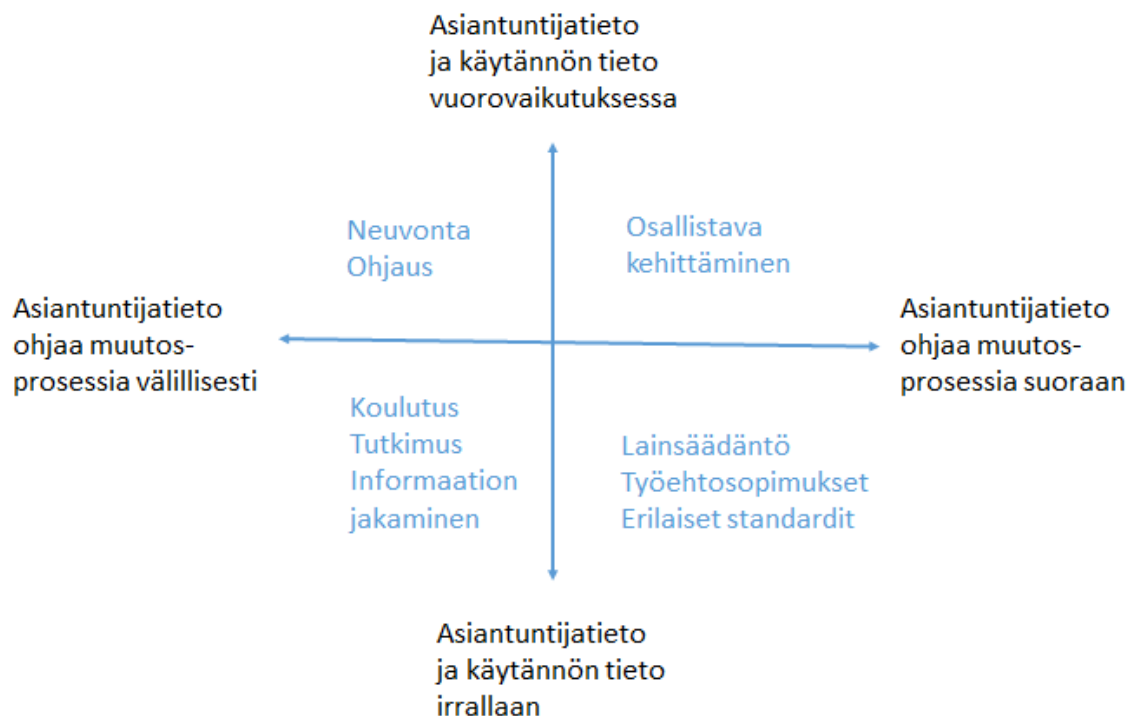 Asiantuntijatieto
ja käytännön tieto
vuorovaikutuksessa
Neuvonta
Ohjaus
Osallistava
kehittäminen
Asiantuntijatieto
ohjaa muutos-
prosessia välillisesti
Asiantuntijatieto
ohjaa muutos-
prosessia suoraan
Koulutus
Tutkimus
Informaation
jakaminen
Lainsäädäntö
Työehtosopimukset
Erilaiset standardit
Asiantuntijatieto
ja käytännön tieto
irrallaan